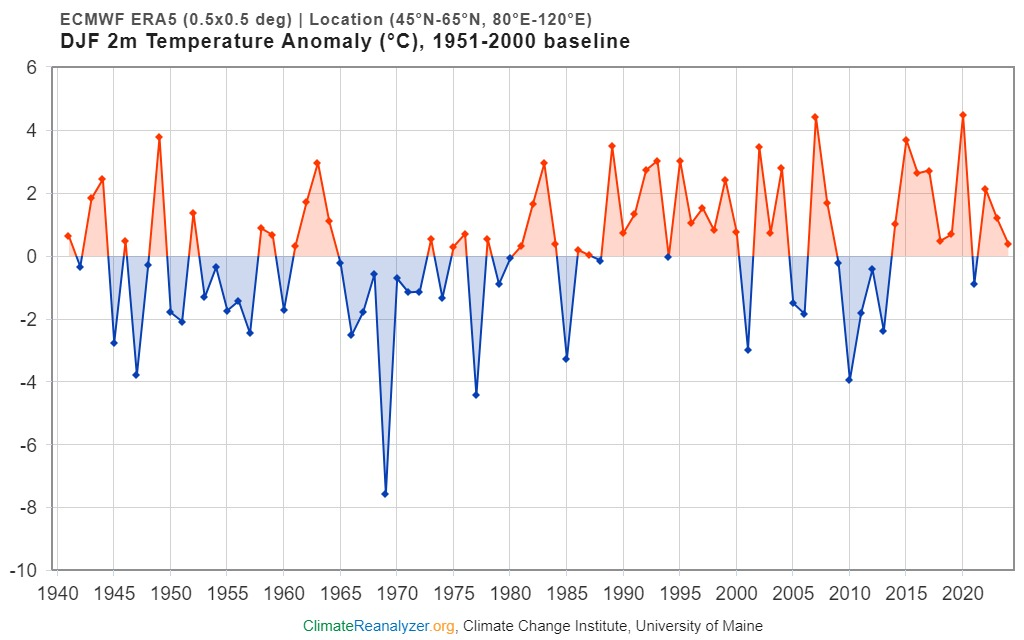 ECMWF ERA5 (0.5x0.5 deg) | Location (45°N-65°N, 80°E-120°E)
DJF 2m Temperature Anomaly (°C), 1951-2000 baseline
6
4
2
0
-2
-4
-6
-8
-10
1940 1945 1950 1955 1960 1965 1970 1975 1980 1985 1990 1995 2000 2005 2010 2015 2020
ClimateReanalyzer.org, Climate Change Institute, University of Maine